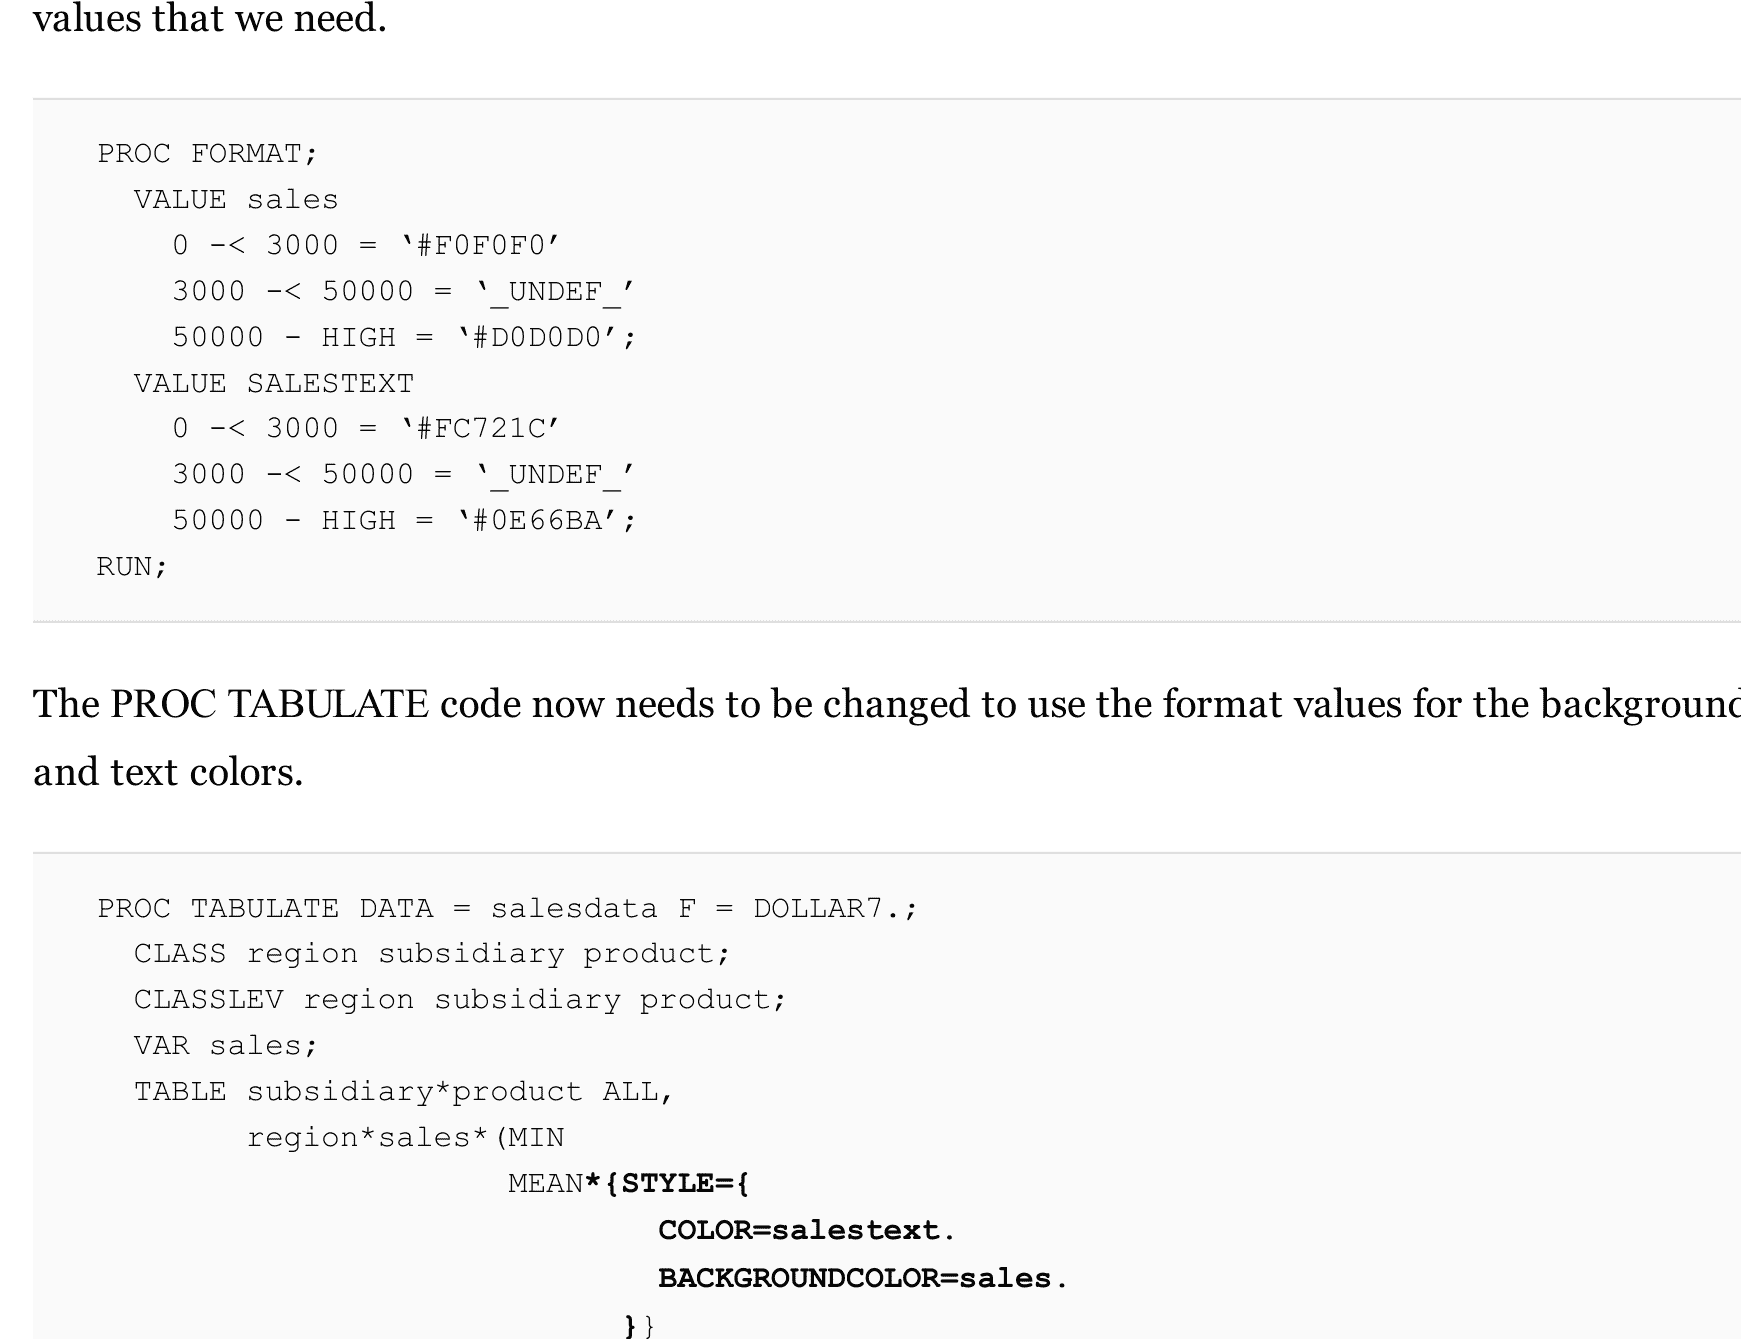 values that we need.
PROC FORMAT;
VALUE sales
0 -< 3000 = ‘#F0F0F0’
3000 -< 50000 = ‘_UNDEF_’
50000 - HIGH = ‘#D0D0D0’;
VALUE SALESTEXT
0 -< 3000 = ‘#FC721C’
3000 -< 50000 = ‘_UNDEF_’
50000 - HIGH = ‘#0E66BA’;
RUN;
The PROC TABULATE code now needs to be changed to use the format values for the background
and text colors.
PROC TABULATE DATA = salesdata F = DOLLAR7.;
CLASS region subsidiary product;
CLASSLEV region subsidiary product;
VAR sales;
TABLE subsidiary*product ALL,
region*sales*(MIN
MEAN*{STYLE={
COLOR=salestext.
BACKGROUNDCOLOR=sales.
}}